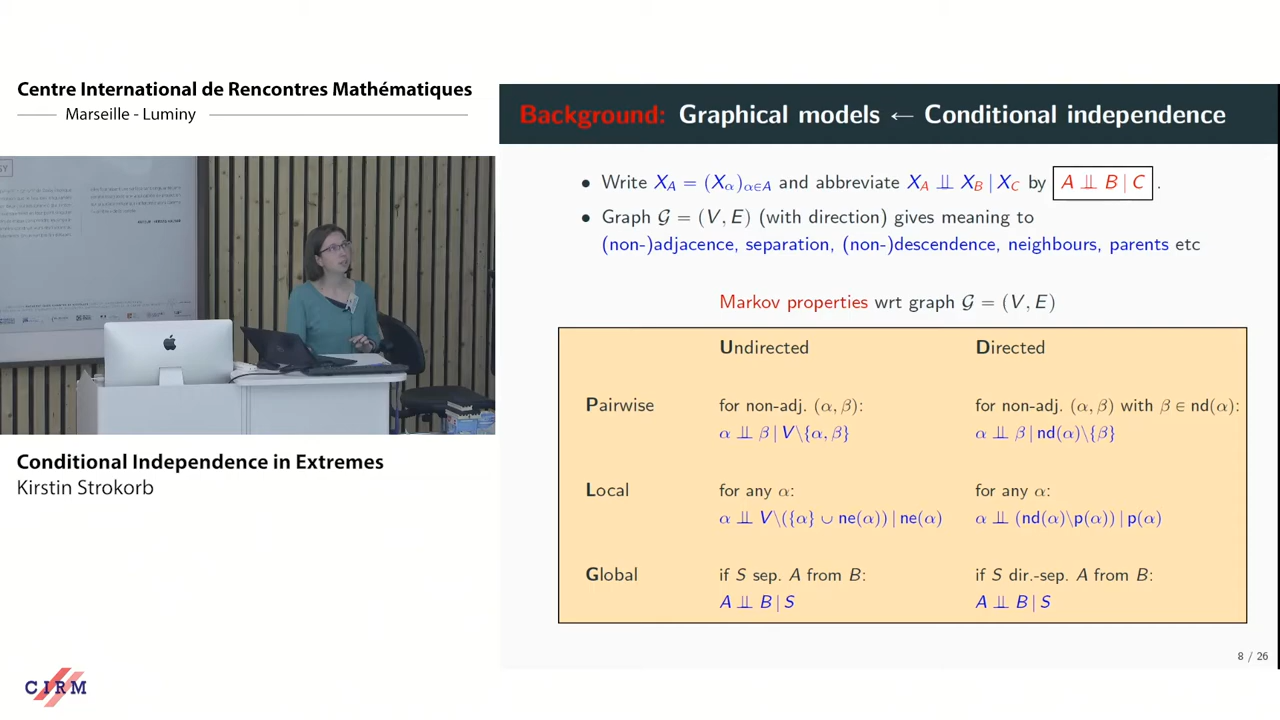 Centre International de Rencontres Mathématiques
Marseille - Luminy
Conditional Independence in Extremes
Kirstin Strokorb
CIRM
Background: Graphical models ← Conditional independence
• Write X_A = (X_α)_{α∈A} and abbreviate X_A ⫫ X_B | X_C by A ⫫ B | C .
• Graph 𝒢 = (V, E) (with direction) gives meaning to
(non-)adjacence, separation, (non-)descendence, neighbours, parents etc
Markov properties wrt graph 𝒢 = (V, E)
Undirected Directed
Pairwise for non-adj. (α, β): for non-adj. (α, β) with β ∈ nd(α):
α ⫫ β | V\{α, β} α ⫫ β | nd(α)\{β}
Local for any α: for any α:
α ⫫ V\({α} ∪ ne(α)) | ne(α) α ⫫ (nd(α)\p(α)) | p(α)
Global if S sep. A from B: if S dir.-sep. A from B:
A ⫫ B | S A ⫫ B | S
8 / 26